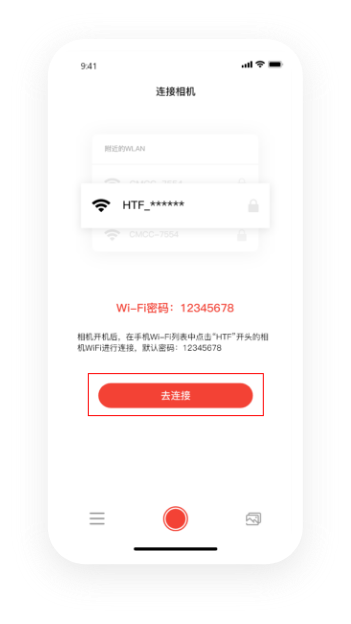 9:41
连接相机
附近的WLAN
CMCC-7554
HTF_******
CMCC-7554
Wi-Fi密码：12345678
相机开机后，在手机Wi-Fi列表中点击“HTF”开头的相
机WiFi进行连接，默认密码：12345678
去连接